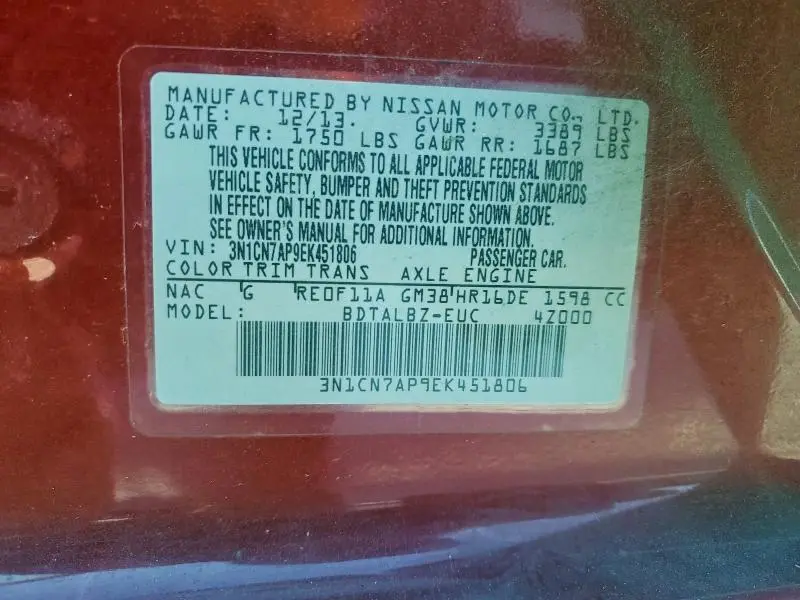 MANUFACTURED BY NISSAN MOTOR CO., LTD.
DATE: 12/13. GVWR: 3389 LBS
GAWR FR: 1750 LBS GAWR RR: 1687 LBS
THIS VEHICLE CONFORMS TO ALL APPLICABLE FEDERAL MOTOR
VEHICLE SAFETY, BUMPER AND THEFT PREVENTION STANDARDS
IN EFFECT ON THE DATE OF MANUFACTURE SHOWN ABOVE.
SEE OWNER'S MANUAL FOR ADDITIONAL INFORMATION.
VIN: 3N1CN7AP9EK451806 PASSENGER CAR.
COLOR TRIM TRANS AXLE ENGINE
NAC G RE0F11A GM38 HR16DE 1598 CC
MODEL: BDTALBZ-EUC 4Z000
3N1CN7AP9EK451806